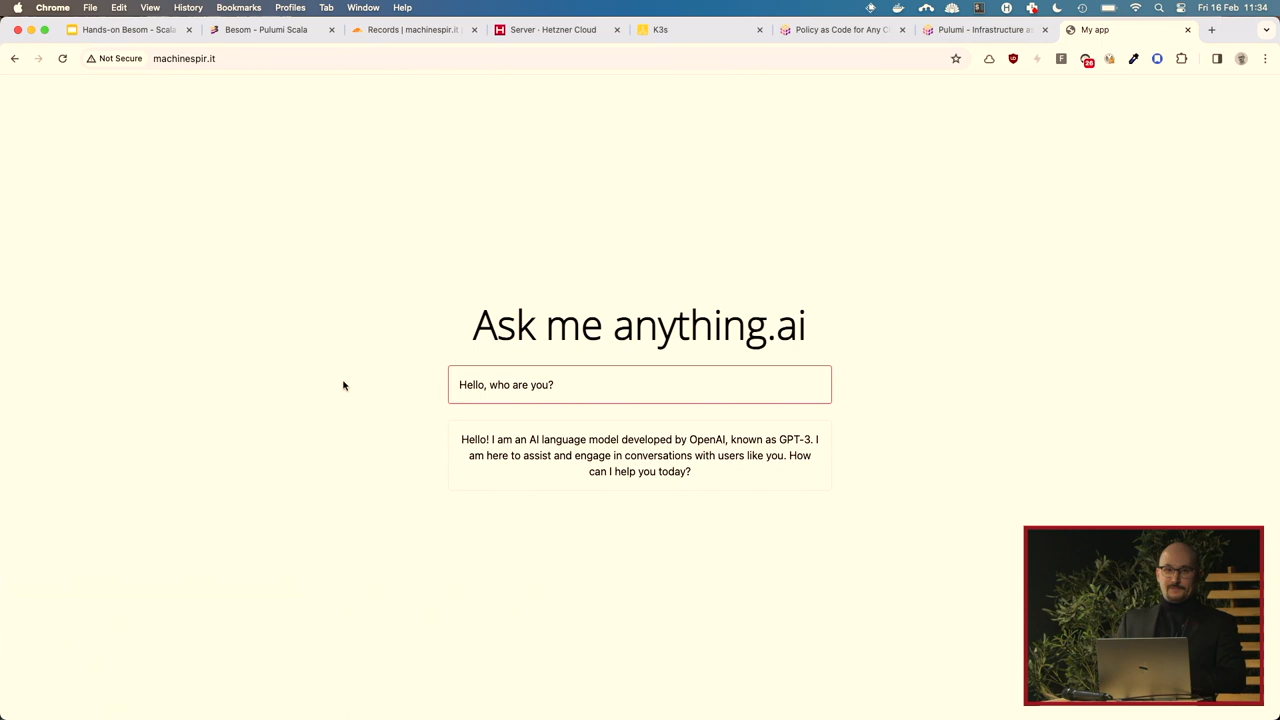 Chrome File Edit View History Bookmarks Profiles Tab Window Help Fri 16 Feb 11:34
Hands-on Besom - Scala Besom - Pulumi Scala Records | machinespir.it Server · Hetzner Cloud K3s Policy as Code for Any Cl Pulumi - Infrastructure as My app
Not Secure machinespir.it 26
Ask me anything.ai
Hello, who are you?
Hello! I am an AI language model developed by OpenAI, known as GPT-3. I
am here to assist and engage in conversations with users like you. How
can I help you today?